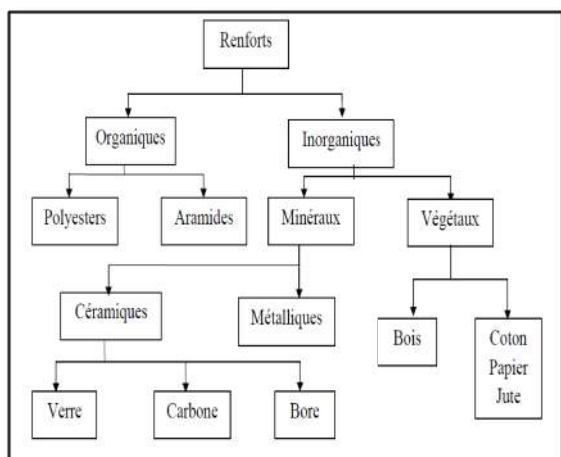 Renforts
Organiques
Inorganiques
Polyesters
Aramides
Minéraux
Végétaux
Céramiques
Métalliques
Bois
Coton
Papier
Jute
Verre
Carbone
Bore